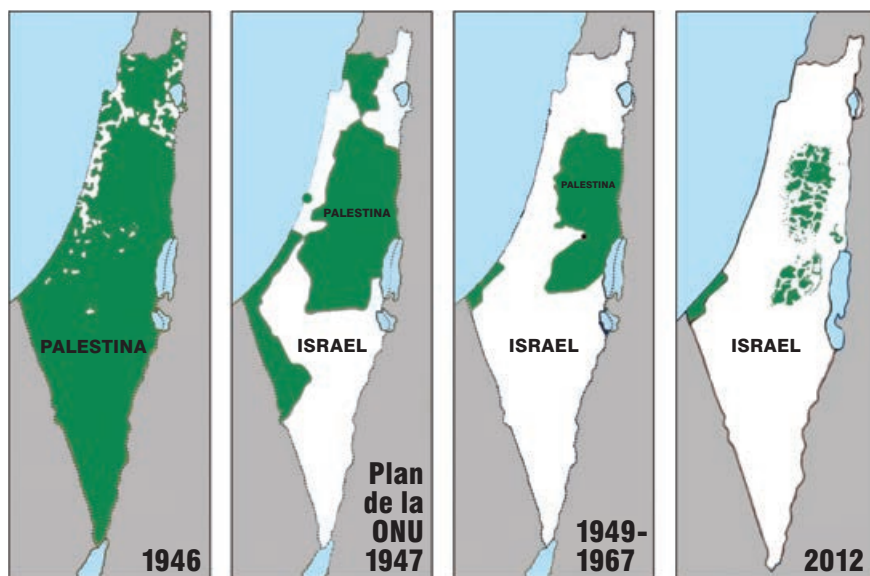 PALESTINA
1946
PALESTINA
ISRAEL
Plan
de la
ONU
1947
PALESTINA
ISRAEL
1949-
1967
ISRAEL
2012